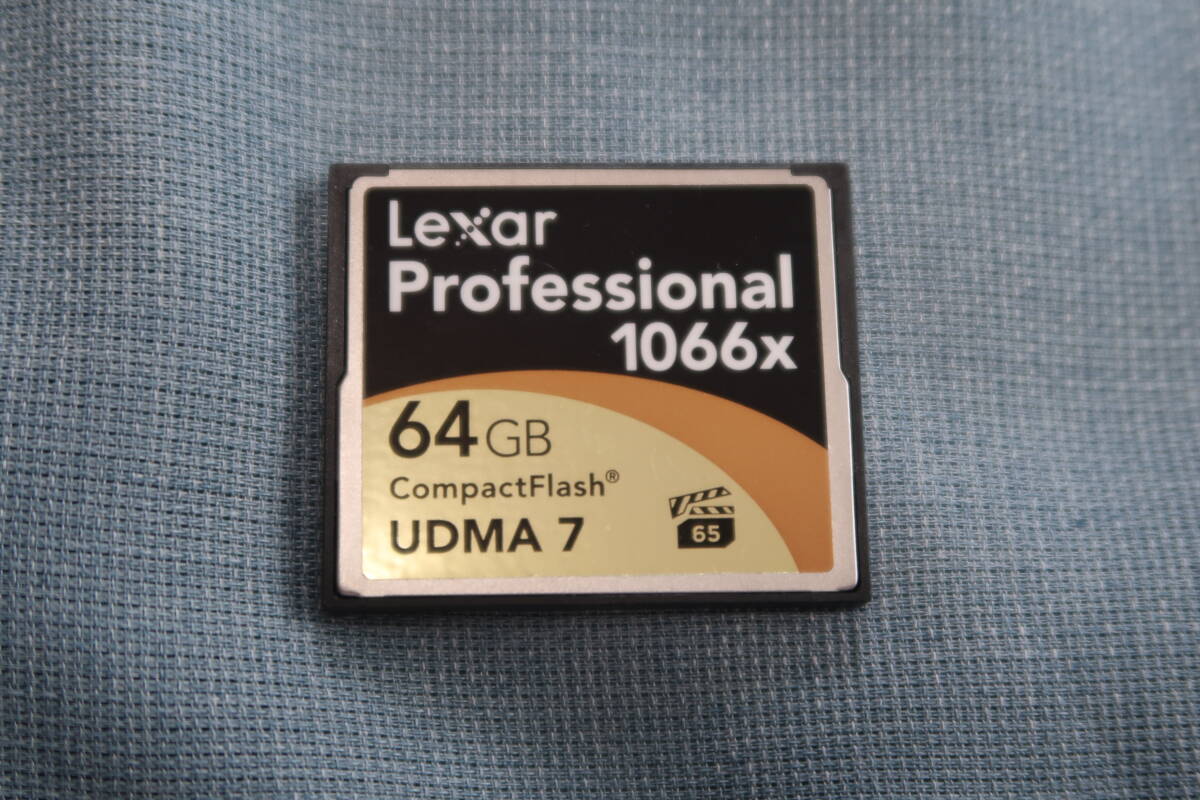 Lexar
Professional
1066x
64GB
CompactFlash®
UDMA 7
65